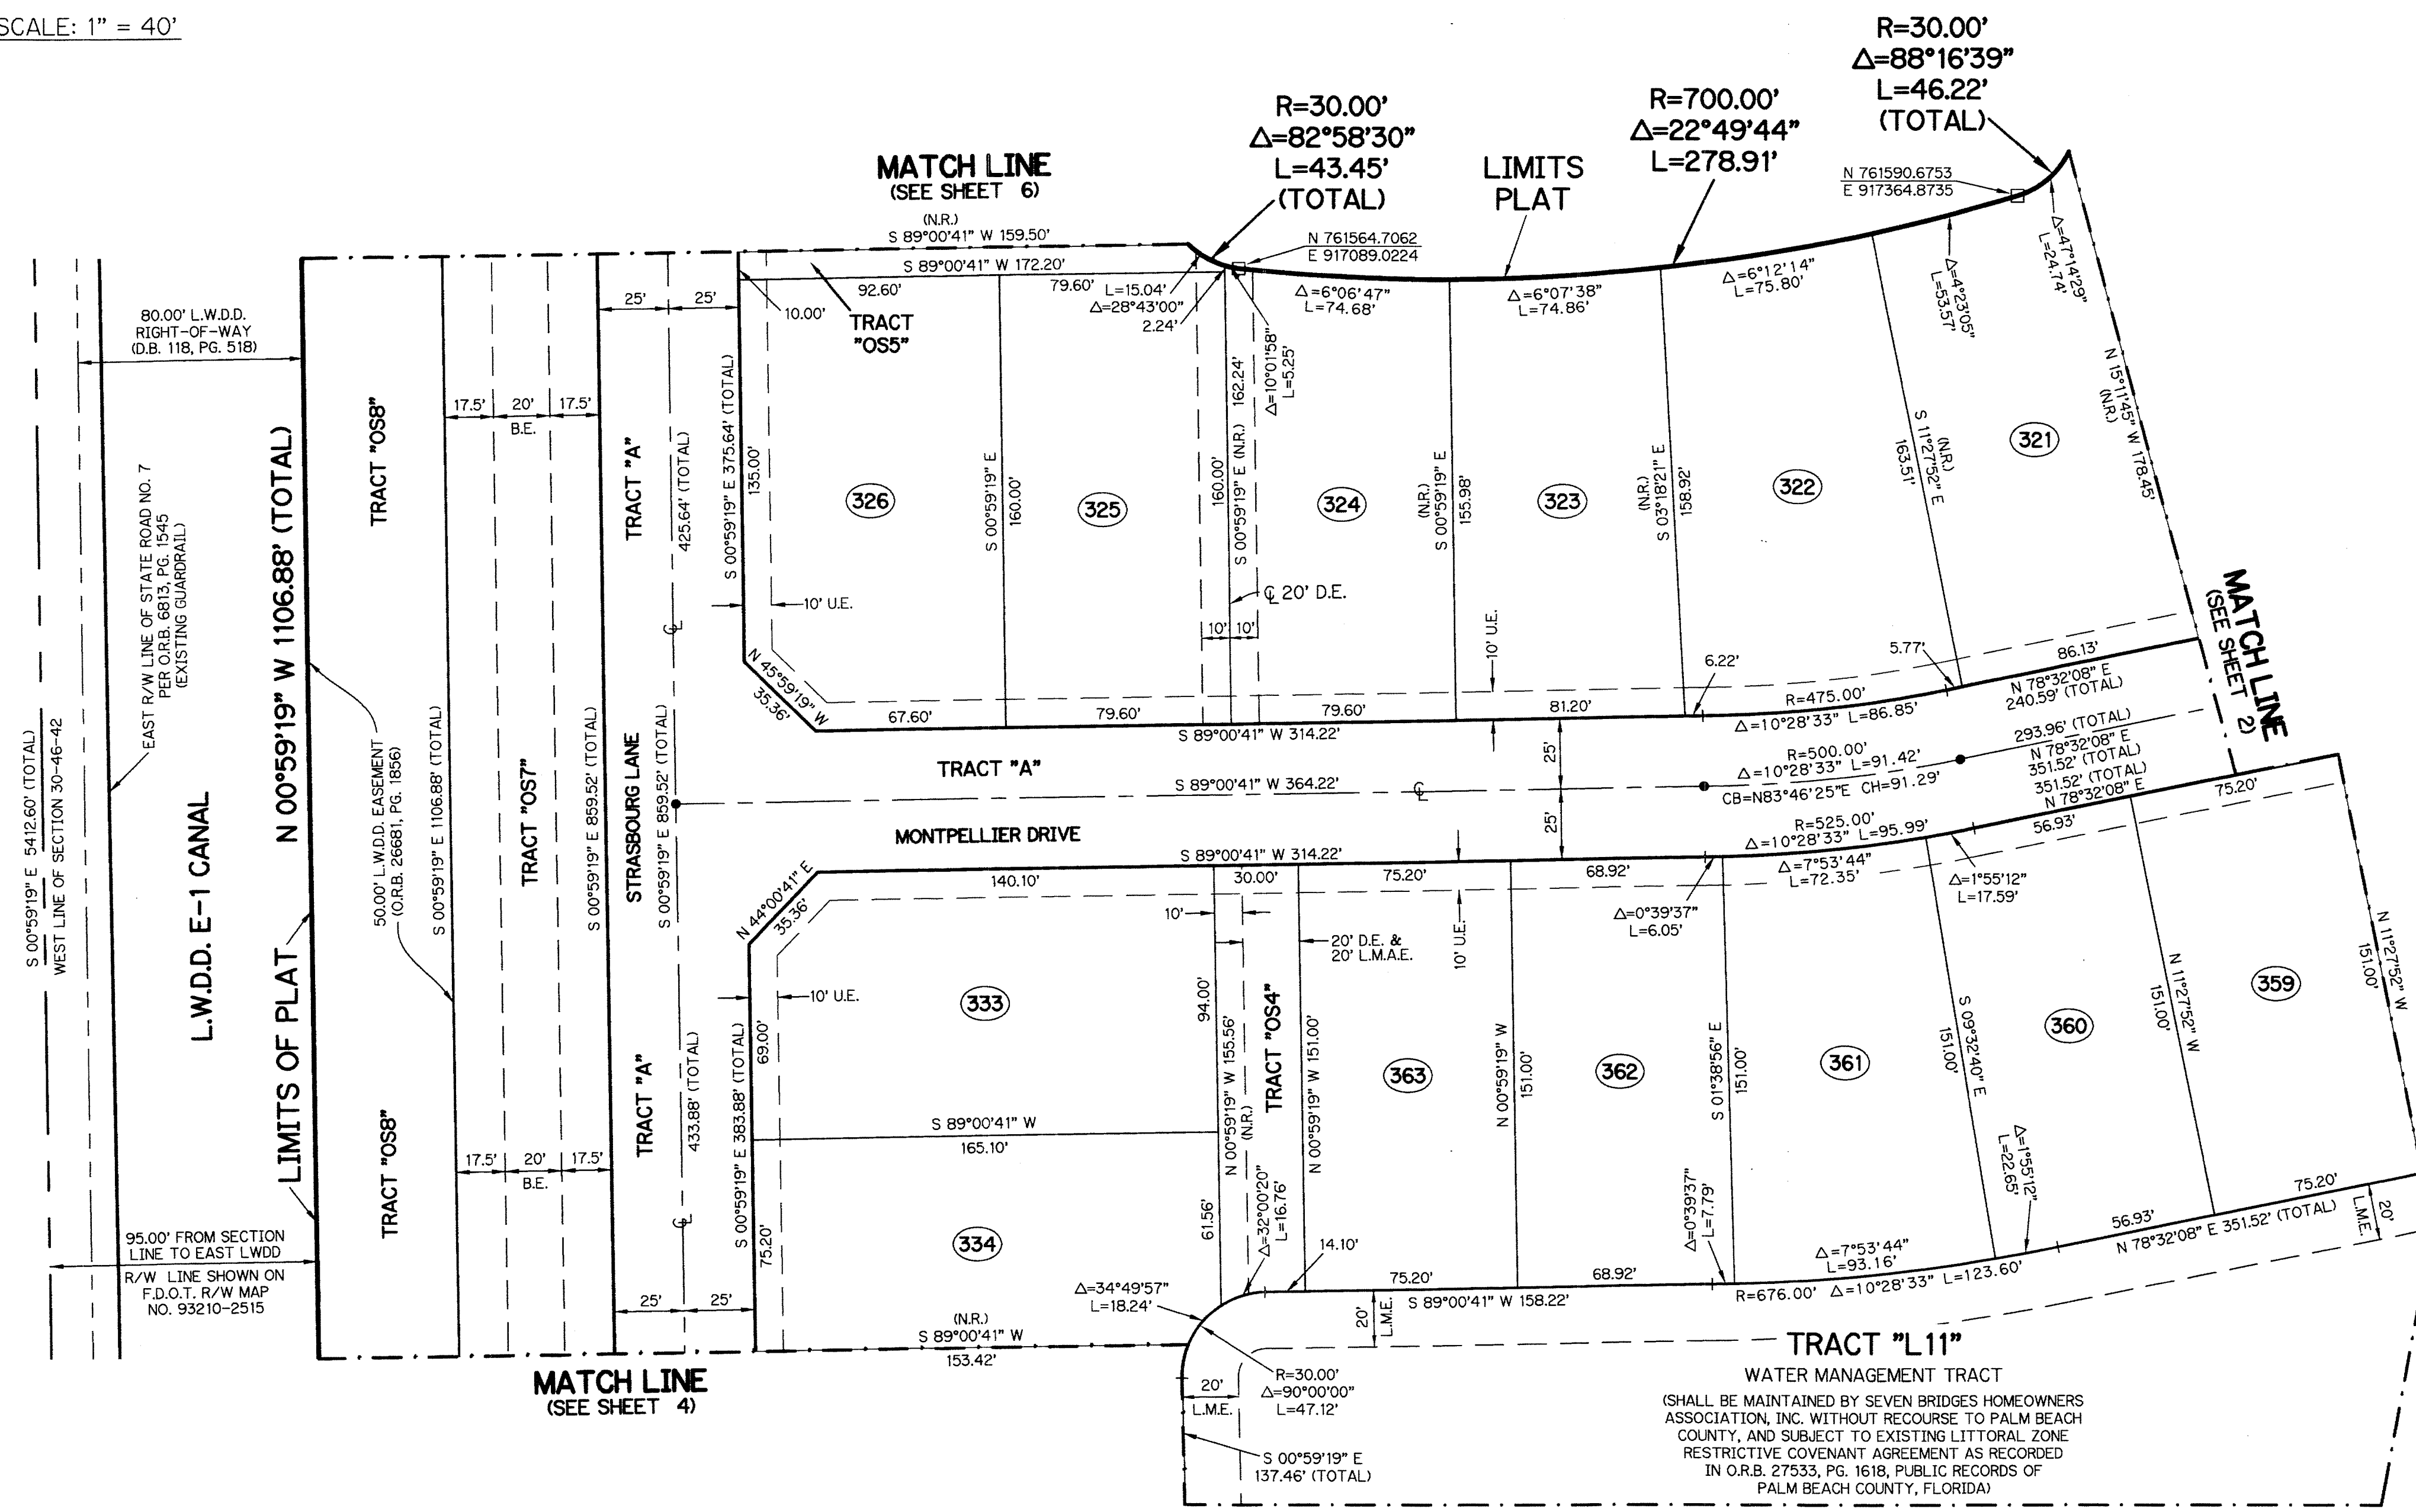 SCALE: 1" = 40'
R=30.00'
Δ=88°16'39"
L=46.22'
(TOTAL)
R=700.00'
Δ=22°49'44"
L=278.91'
R=30.00'
Δ=82°58'30"
L=43.45'
(TOTAL)
LIMITS
PLAT
MATCH LINE
(SEE SHEET 6)
(N.R.)
S 89°00'41" W 159.50'
N 761564.7062
E 917089.0224
N 761590.6753
E 917364.8735
S 89°00'41" W 172.20'
92.60'
79.60'
L=15.04'
Δ=28°43'00"
2.24'
10.00'
TRACT
"OS5"
Δ=6°06'47"
L=74.68'
Δ=6°07'38"
L=74.86'
Δ=6°12'14"
L=75.80'
Δ=4°23'05"
L=53.57'
Δ=47°14'29"
L=24.74'
Δ=10°01'58"
L=5.25'
80.00' L.W.D.D.
RIGHT-OF-WAY
(D.B. 118, PG. 518)
25'
25'
17.5'
20'
17.5'
B.E.
TRACT "OS8"
TRACT "A"
425.64' (TOTAL)
S 00°59'19" E 375.64' (TOTAL)
135.00'
326
S 00°59'19" E
160.00'
325
160.00'
S 00°59'19" E (N.R.) 162.24'
324
(N.R.)
S 00°59'19" E
155.98'
323
(N.R.)
S 03°18'21" E
158.92'
322
(N.R.)
S 11°27'52" E
163.51'
321
N 15°11'45" W 178.45'
(N.R.)
EAST R/W LINE OF STATE ROAD NO. 7
PER O.R.B. 6813, PG. 1545
(EXISTING GUARDRAIL)
N 00°59'19" W 1106.88' (TOTAL)
10' U.E.
℄ 20' D.E.
10'
10'
10' U.E.
℄
N 45°59'19" W
35.36'
67.60'
79.60'
79.60'
81.20'
6.22'
5.77'
86.13'
R=475.00'
Δ=10°28'33" L=86.85'
N 78°32'08" E
240.59' (TOTAL)
S 89°00'41" W 314.22'
MATCH LINE
(SEE SHEET 2)
S 00°59'19" E 5412.60' (TOTAL)
WEST LINE OF SECTION 30-46-42
L.W.D.D. E-1 CANAL
50.00' L.W.D.D. EASEMENT
(O.R.B. 26681, PG. 1856)
S 00°59'19" E 1106.88' (TOTAL)
TRACT "OS7"
S 00°59'19" E 859.52' (TOTAL)
STRASBOURG LANE
S 00°59'19" E 859.52' (TOTAL)
TRACT "A"
S 89°00'41" W 364.22'
℄
MONTPELLIER DRIVE
25'
25'
R=500.00'
Δ=10°28'33" L=91.42'
CB=N83°46'25"E CH=91.29'
293.96' (TOTAL)
N 78°32'08" E
351.52' (TOTAL)
351.52' (TOTAL)
N 78°32'08" E
75.20'
56.93'
R=525.00'
Δ=10°28'33" L=95.99'
Δ=7°53'44"
L=72.35'
Δ=1°55'12"
L=17.59'
S 89°00'41" W 314.22'
140.10'
30.00'
75.20'
68.92'
N 44°00'41" E
35.36'
10'
20' D.E. &
20' L.M.A.E.
10' U.E.
Δ=0°39'37"
L=6.05'
LIMITS OF PLAT
10' U.E.
333
94.00'
N 00°59'19" W 155.56'
(N.R.)
TRACT "OS4"
N 00°59'19" W 151.00'
363
N 00°59'19" W
151.00'
362
S 01°38'56" E
151.00'
361
S 09°32'40" E
151.00'
360
N 11°27'52" W
151.00'
359
N 11°27'52" W
151.00'
TRACT "OS8"
TRACT "A"
433.88' (TOTAL)
S 00°59'19" E 383.88' (TOTAL)
69.00'
S 89°00'41" W
165.10'
17.5'
20'
17.5'
B.E.
75.20'
334
61.56'
Δ=32°00'20"
L=16.76'
14.10'
Δ=0°39'37"
L=7.79'
Δ=1°55'12"
L=22.65'
75.20'
68.92'
Δ=7°53'44"
L=93.16'
56.93'
75.20'
N 78°32'08" E 351.52' (TOTAL)
20'
L.M.E.
R=676.00' Δ=10°28'33" L=123.60'
S 89°00'41" W 158.22'
20'
L.M.E.
95.00' FROM SECTION
LINE TO EAST LWDD
R/W LINE SHOWN ON
F.D.O.T. R/W MAP
NO. 93210-2515
℄
25'
25'
Δ=34°49'57"
L=18.24'
(N.R.)
S 89°00'41" W
153.42'
MATCH LINE
(SEE SHEET 4)
20'
L.M.E.
R=30.00'
Δ=90°00'00"
L=47.12'
S 00°59'19" E
137.46' (TOTAL)
TRACT "L11"
WATER MANAGEMENT TRACT
(SHALL BE MAINTAINED BY SEVEN BRIDGES HOMEOWNERS
ASSOCIATION, INC. WITHOUT RECOURSE TO PALM BEACH
COUNTY, AND SUBJECT TO EXISTING LITTORAL ZONE
RESTRICTIVE COVENANT AGREEMENT AS RECORDED
IN O.R.B. 27533, PG. 1618, PUBLIC RECORDS OF
PALM BEACH COUNTY, FLORIDA)